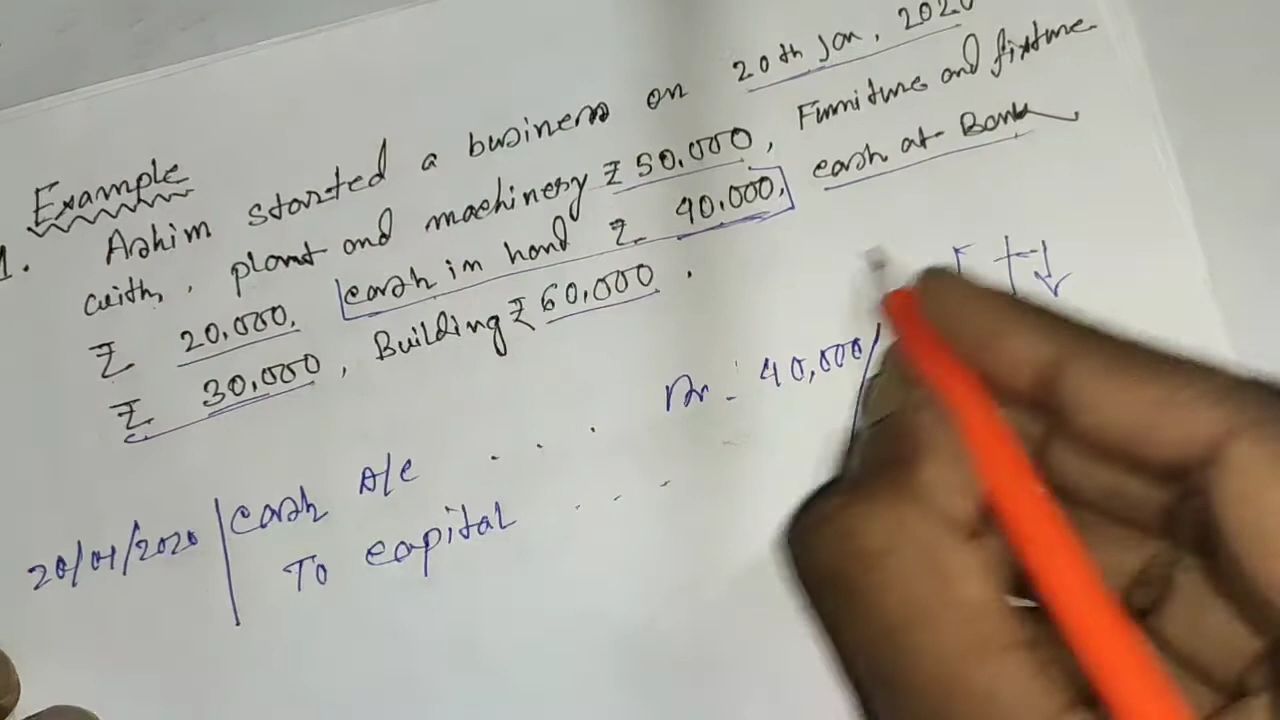 Example
1. Ashim started a business on 20th Jan, 2020
with, plant and machinery ₹ 50,000, Furniture and fixture
₹ 20,000, cash in hand ₹ 40,000, cash at Bank
₹ 30,000, Building ₹ 60,000.
20/01/2020 Cash A/c .... Dr. 40,000/
To capital ....